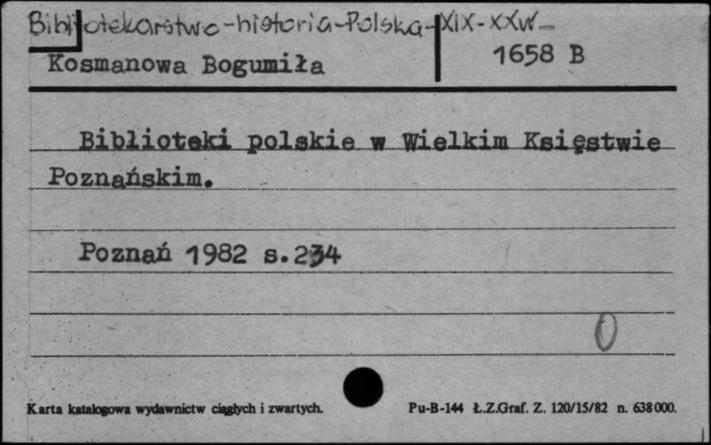 Bibliotekarstwo-historia-Polska-XIX-XXw
Kosmanowa Bogumiła
1658 B
Biblioteki polskie w Wielkim Księstwie
Poznańskim.
Poznań 1982 s.234
0
Karta katalogowa wydawnictw ciągłych i zwartych.
Pu-B-144 Ł.Z.Graf. Z. 120/15/82 n. 638000.